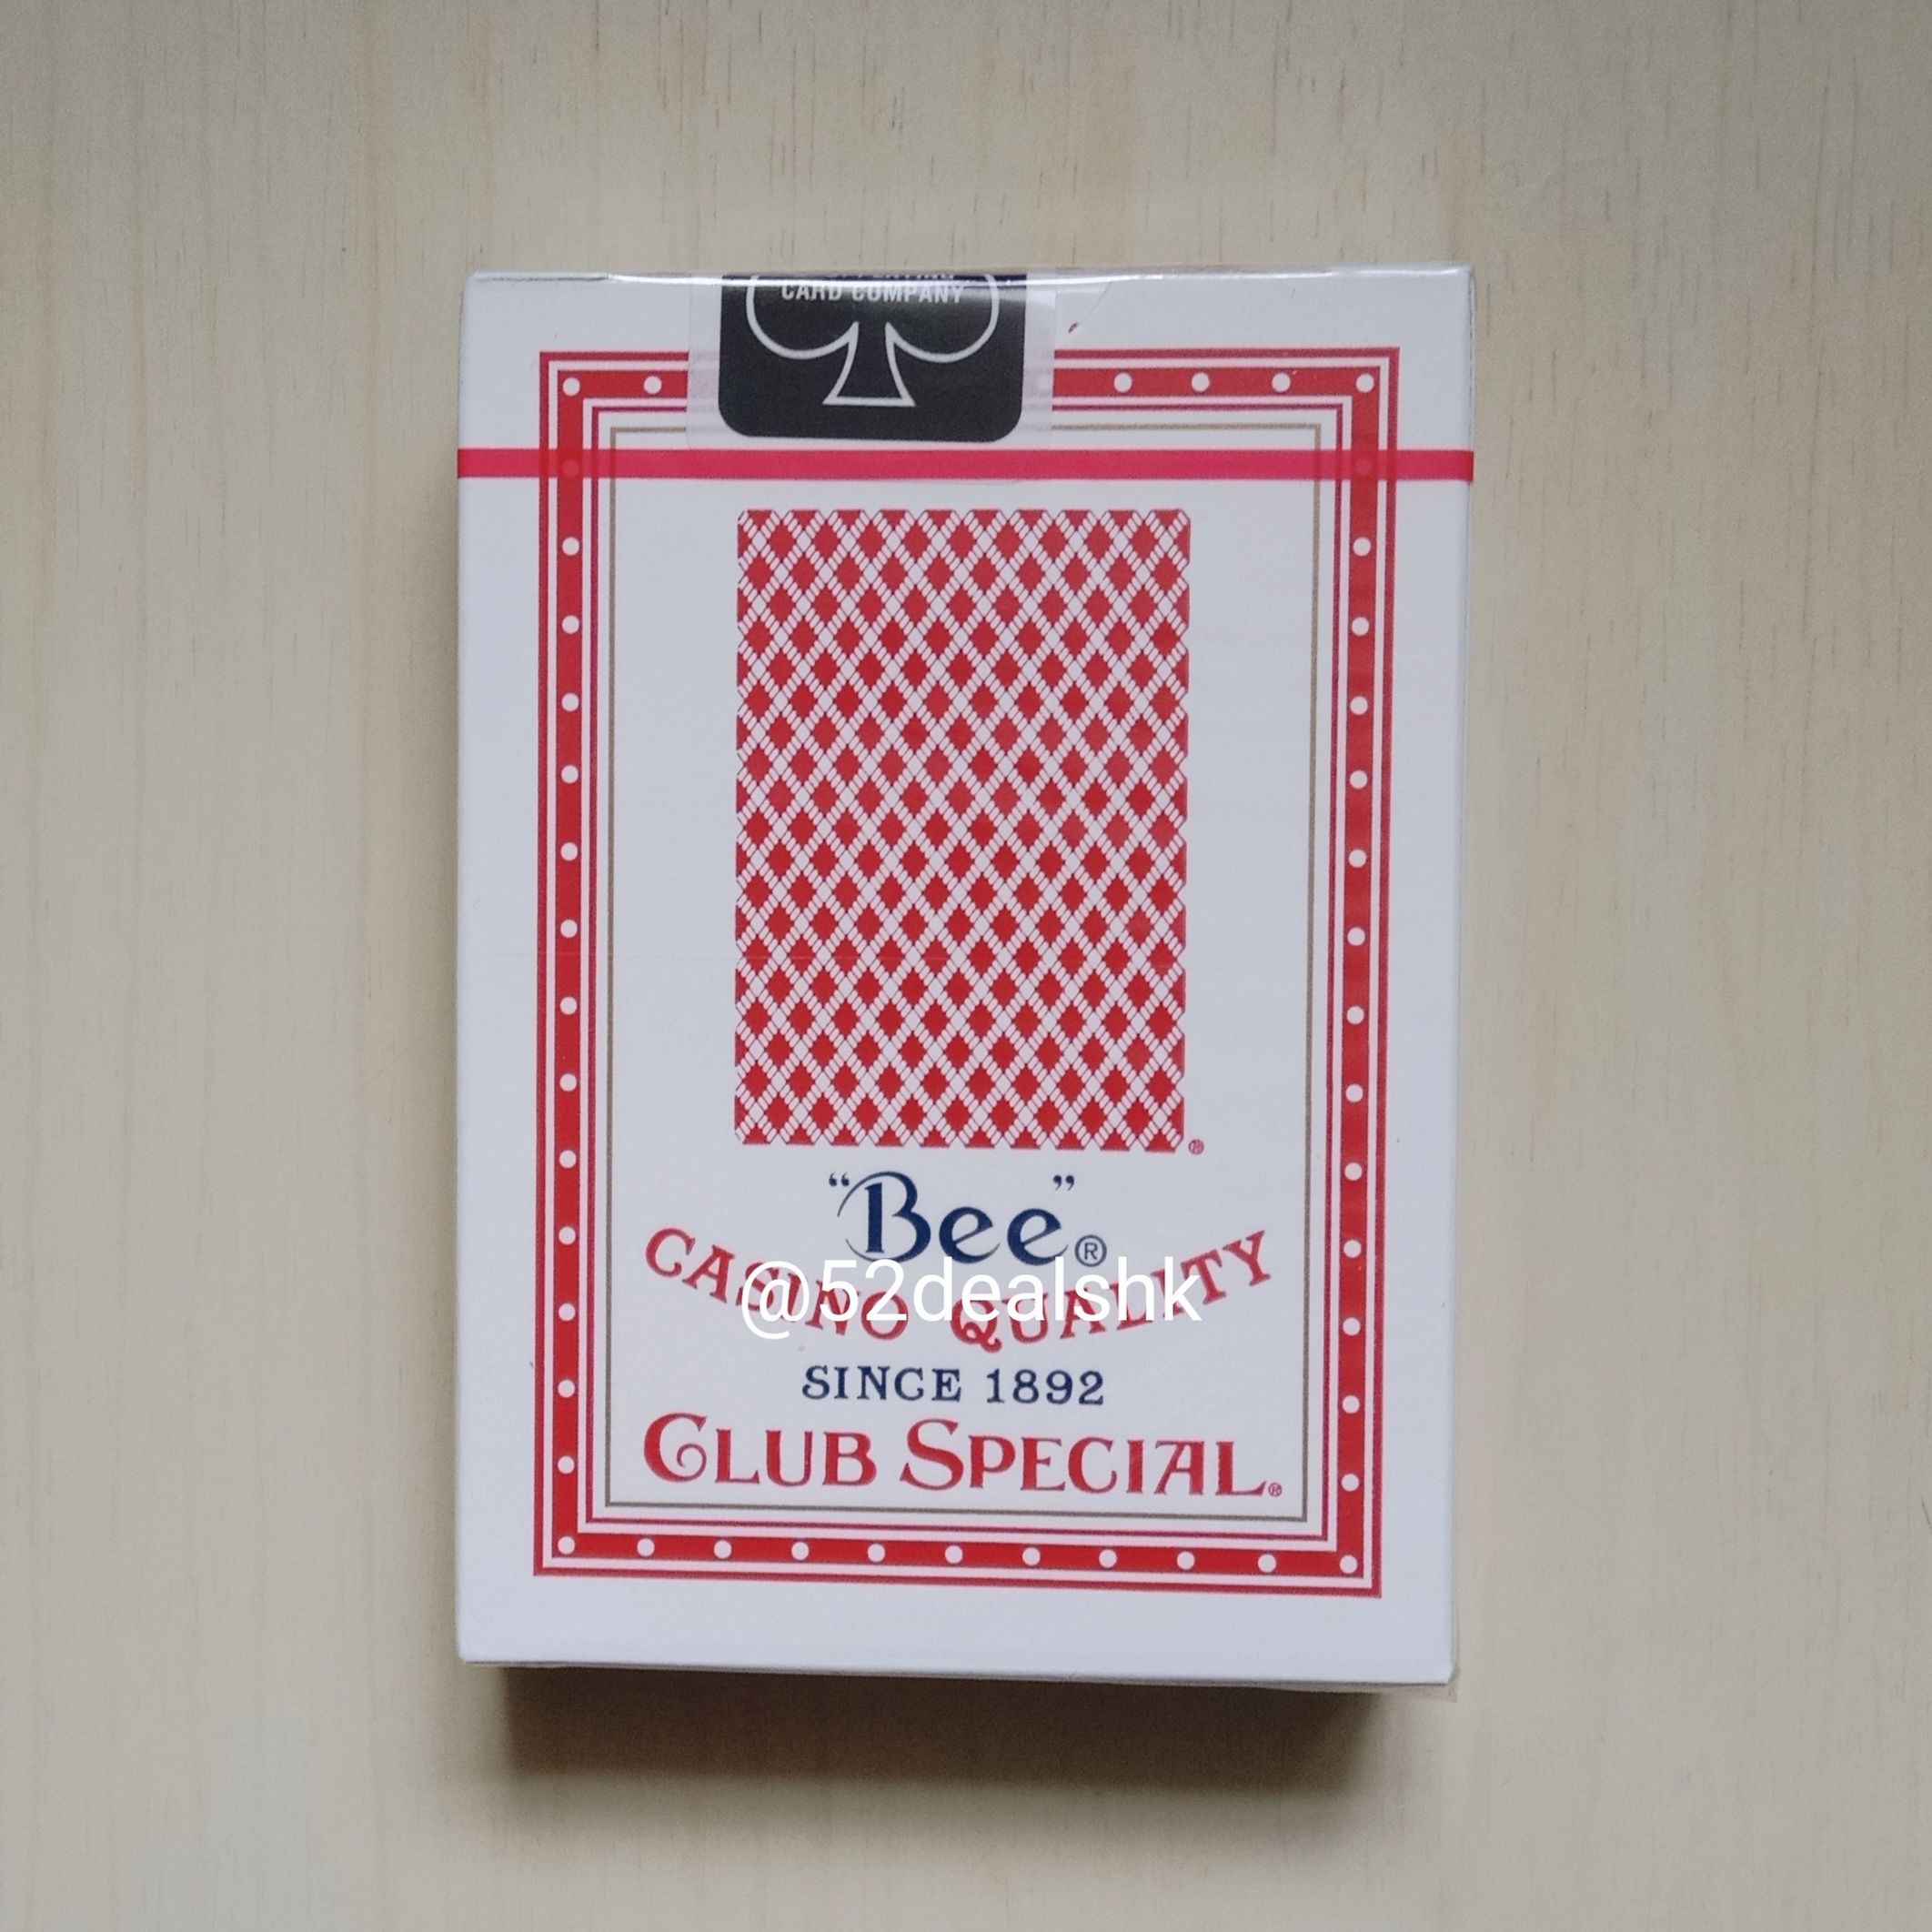 CARD COMPANY
®
“Bee”®
CASINO QUALITY
@52dealshk
SINCE 1892
CLUB SPECIAL®